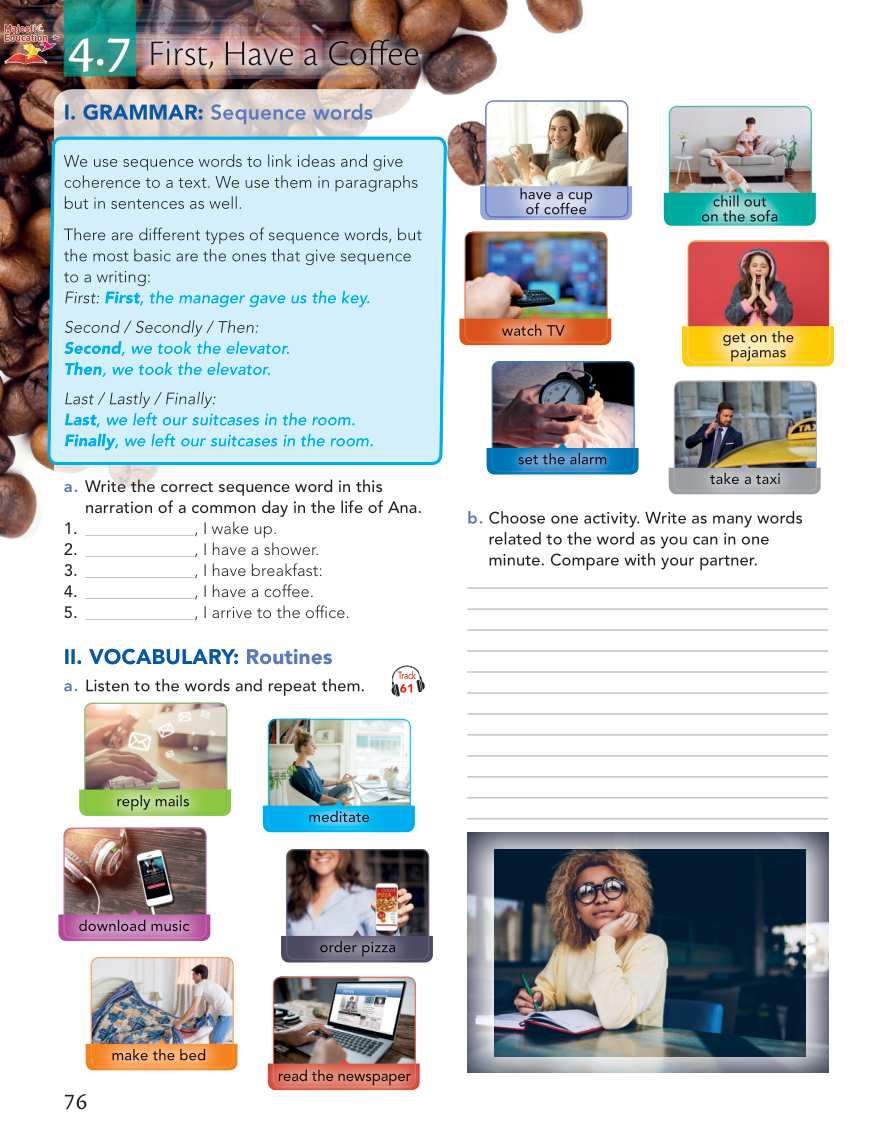 Majestic
Education
4.7 First, Have a Coffee
I. GRAMMAR: Sequence words
We use sequence words to link ideas and give
coherence to a text. We use them in paragraphs
but in sentences as well.
There are different types of sequence words, but
the most basic are the ones that give sequence
to a writing:
First: First, the manager gave us the key.
Second / Secondly / Then:
Second, we took the elevator.
Then, we took the elevator.
Last / Lastly / Finally:
Last, we left our suitcases in the room.
Finally, we left our suitcases in the room.
a. Write the correct sequence word in this
narration of a common day in the life of Ana.
1. ____________, I wake up.
2. ____________, I have a shower.
3. ____________, I have breakfast:
4. ____________, I have a coffee.
5. ____________, I arrive to the office.
II. VOCABULARY: Routines
a. Listen to the words and repeat them.
Track
61
reply mails
meditate
download music
PIZZA
order pizza
make the bed
read the newspaper
have a cup
of coffee
chill out
on the sofa
watch TV
get on the
pajamas
set the alarm
TAXI
take a taxi
b. Choose one activity. Write as many words
related to the word as you can in one
minute. Compare with your partner.
76